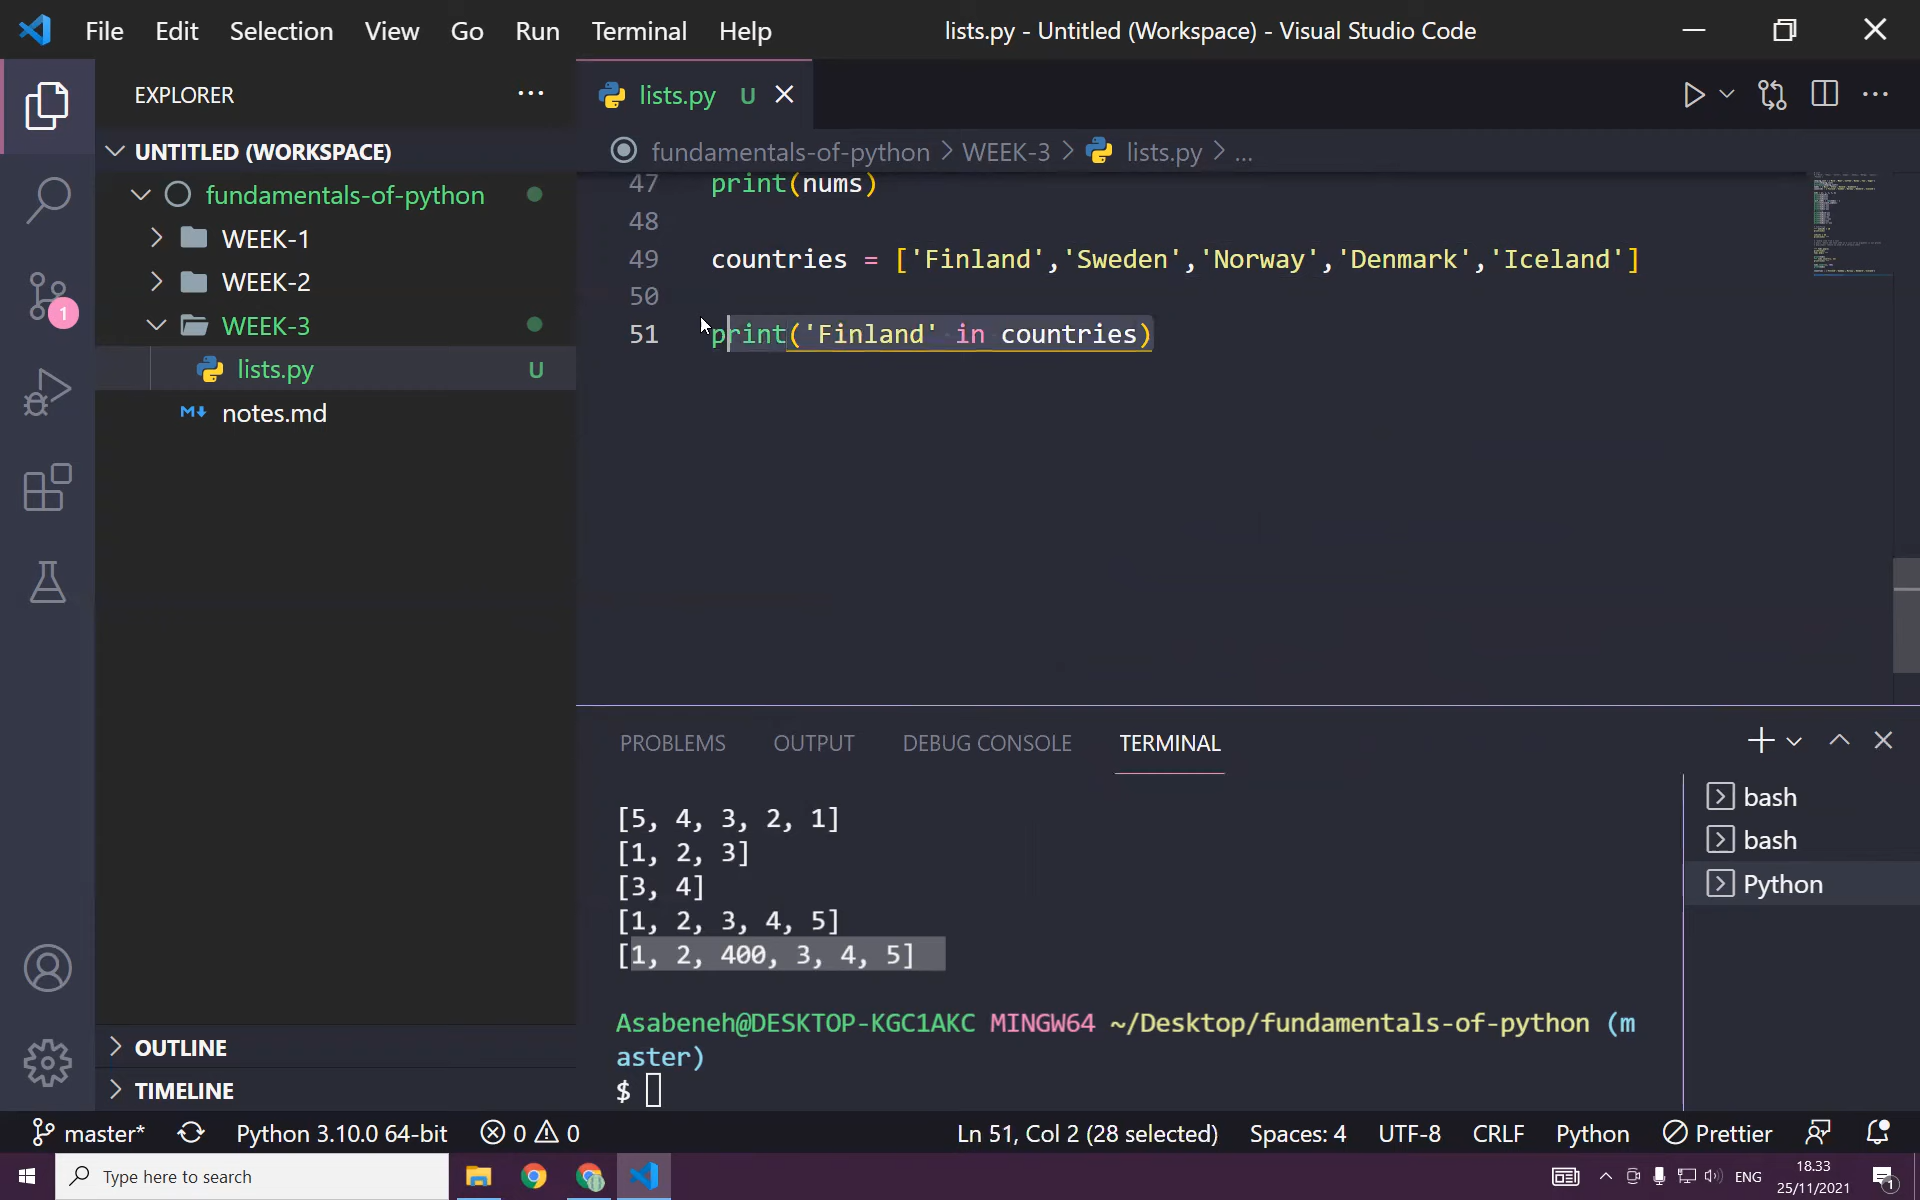 File Edit Selection View Go Run Terminal Help lists.py - Untitled (Workspace) - Visual Studio Code
EXPLORER
lists.py U
UNTITLED (WORKSPACE)
fundamentals-of-python > WEEK-3 > lists.py > ...
fundamentals-of-python
WEEK-1
WEEK-2
WEEK-3
lists.py U
notes.md
47 print(nums)
48
49 countries = ['Finland','Sweden','Norway','Denmark','Iceland']
50
51 print('Finland' in countries)
PROBLEMS OUTPUT DEBUG CONSOLE TERMINAL
[5, 4, 3, 2, 1]
[1, 2, 3]
[3, 4]
[1, 2, 3, 4, 5]
[1, 2, 400, 3, 4, 5]
Asabeneh@DESKTOP-KGC1AKC MINGW64 ~/Desktop/fundamentals-of-python (m
aster)
$
bash
bash
Python
OUTLINE
TIMELINE
1
master* Python 3.10.0 64-bit 0 0 Ln 51, Col 2 (28 selected) Spaces: 4 UTF-8 CRLF Python Prettier
Type here to search
ENG
18.33
25/11/2021
1